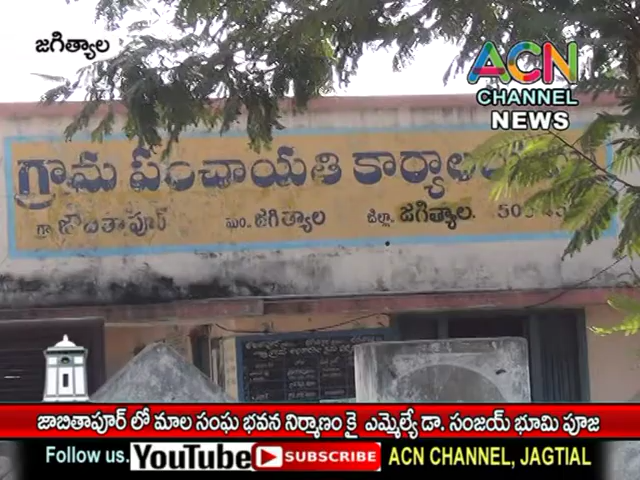 జగిత్యాల
ACN
CHANNEL
NEWS
గ్రామ పంచాయతి కార్యాల
గ్రా జాబితాపూర్ మం. జగిత్యాల జిల్లా. జగిత్యాల.
జాబితాపూర్ లో మాల సంఘ భవన నిర్మాణం కై ఎమ్మెల్యే డా. సంజయ్ భూమి పూజ
Follow us. YouTube SUBSCRIBE ACN CHANNEL, JAGTIAL